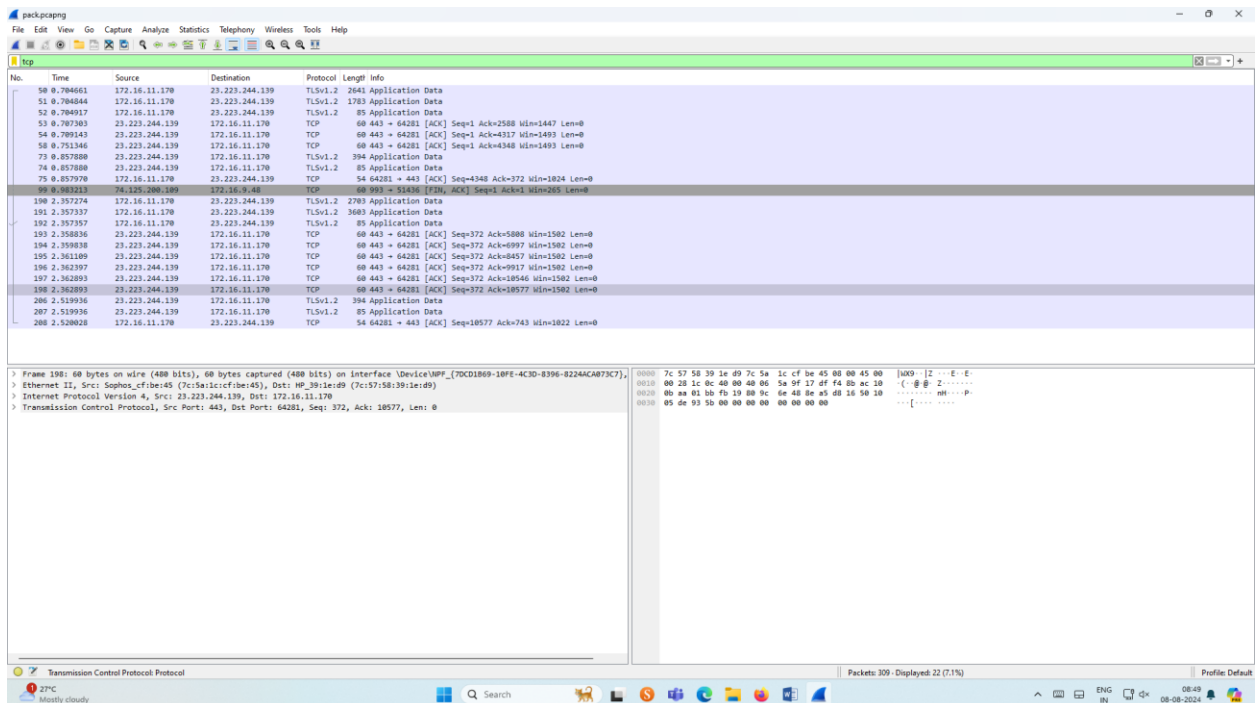 pack.pcapng
File Edit View Go Capture Analyze Statistics Telephony Wireless Tools Help
tcp
No. Time Source Destination Protocol Lengtl Info
50 0.704661 172.16.11.170 23.223.244.139 TLSv1.2 2641 Application Data
51 0.704844 172.16.11.170 23.223.244.139 TLSv1.2 1783 Application Data
52 0.704917 172.16.11.170 23.223.244.139 TLSv1.2 85 Application Data
53 0.707303 23.223.244.139 172.16.11.170 TCP 60 443 → 64281 [ACK] Seq=1 Ack=2588 Win=1447 Len=0
54 0.709143 23.223.244.139 172.16.11.170 TCP 60 443 → 64281 [ACK] Seq=1 Ack=4317 Win=1493 Len=0
58 0.751346 23.223.244.139 172.16.11.170 TCP 60 443 → 64281 [ACK] Seq=1 Ack=4348 Win=1493 Len=0
73 0.857880 23.223.244.139 172.16.11.170 TLSv1.2 394 Application Data
74 0.857880 23.223.244.139 172.16.11.170 TLSv1.2 85 Application Data
75 0.857970 172.16.11.170 23.223.244.139 TCP 54 64281 → 443 [ACK] Seq=4348 Ack=372 Win=1024 Len=0
99 0.983213 74.125.200.109 172.16.9.48 TCP 60 993 → 51436 [FIN, ACK] Seq=1 Ack=1 Win=265 Len=0
190 2.357274 172.16.11.170 23.223.244.139 TLSv1.2 2703 Application Data
191 2.357337 172.16.11.170 23.223.244.139 TLSv1.2 3603 Application Data
192 2.357357 172.16.11.170 23.223.244.139 TLSv1.2 85 Application Data
193 2.358836 23.223.244.139 172.16.11.170 TCP 60 443 → 64281 [ACK] Seq=372 Ack=5808 Win=1502 Len=0
194 2.359838 23.223.244.139 172.16.11.170 TCP 60 443 → 64281 [ACK] Seq=372 Ack=6997 Win=1502 Len=0
195 2.361109 23.223.244.139 172.16.11.170 TCP 60 443 → 64281 [ACK] Seq=372 Ack=8457 Win=1502 Len=0
196 2.362397 23.223.244.139 172.16.11.170 TCP 60 443 → 64281 [ACK] Seq=372 Ack=9917 Win=1502 Len=0
197 2.362893 23.223.244.139 172.16.11.170 TCP 60 443 → 64281 [ACK] Seq=372 Ack=10546 Win=1502 Len=0
198 2.362893 23.223.244.139 172.16.11.170 TCP 60 443 → 64281 [ACK] Seq=372 Ack=10577 Win=1502 Len=0
206 2.519936 23.223.244.139 172.16.11.170 TLSv1.2 394 Application Data
207 2.519936 23.223.244.139 172.16.11.170 TLSv1.2 85 Application Data
208 2.520028 172.16.11.170 23.223.244.139 TCP 54 64281 → 443 [ACK] Seq=10577 Ack=743 Win=1022 Len=0
> Frame 198: 60 bytes on wire (480 bits), 60 bytes captured (480 bits) on interface \Device\NPF_{7DCD1B69-10FE-4C3D-8396-8224ACA073C7},
> Ethernet II, Src: Sophos_cf:be:45 (7c:5a:1c:cf:be:45), Dst: HP_39:1e:d9 (7c:57:58:39:1e:d9)
> Internet Protocol Version 4, Src: 23.223.244.139, Dst: 172.16.11.170
> Transmission Control Protocol, Src Port: 443, Dst Port: 64281, Seq: 372, Ack: 10577, Len: 0
0000 7c 57 58 39 1e d9 7c 5a 1c cf be 45 08 00 45 00 |WX9··|Z ···E··E·
0010 00 28 1c 0c 40 00 40 06 5a 9f 17 df f4 8b ac 10 ·(··@·@· Z·······
0020 0b aa 01 bb fb 19 80 9c 6e 48 8e a5 d8 16 50 10 ········ nH····P·
0030 05 de 93 5b 00 00 00 00 00 00 00 00 ···[···· ····
Transmission Control Protocol: Protocol
Packets: 309 · Displayed: 22 (7.1%)
Profile: Default
1
27°C
Mostly cloudy
Search
ENG
IN
08:49
08-08-2024